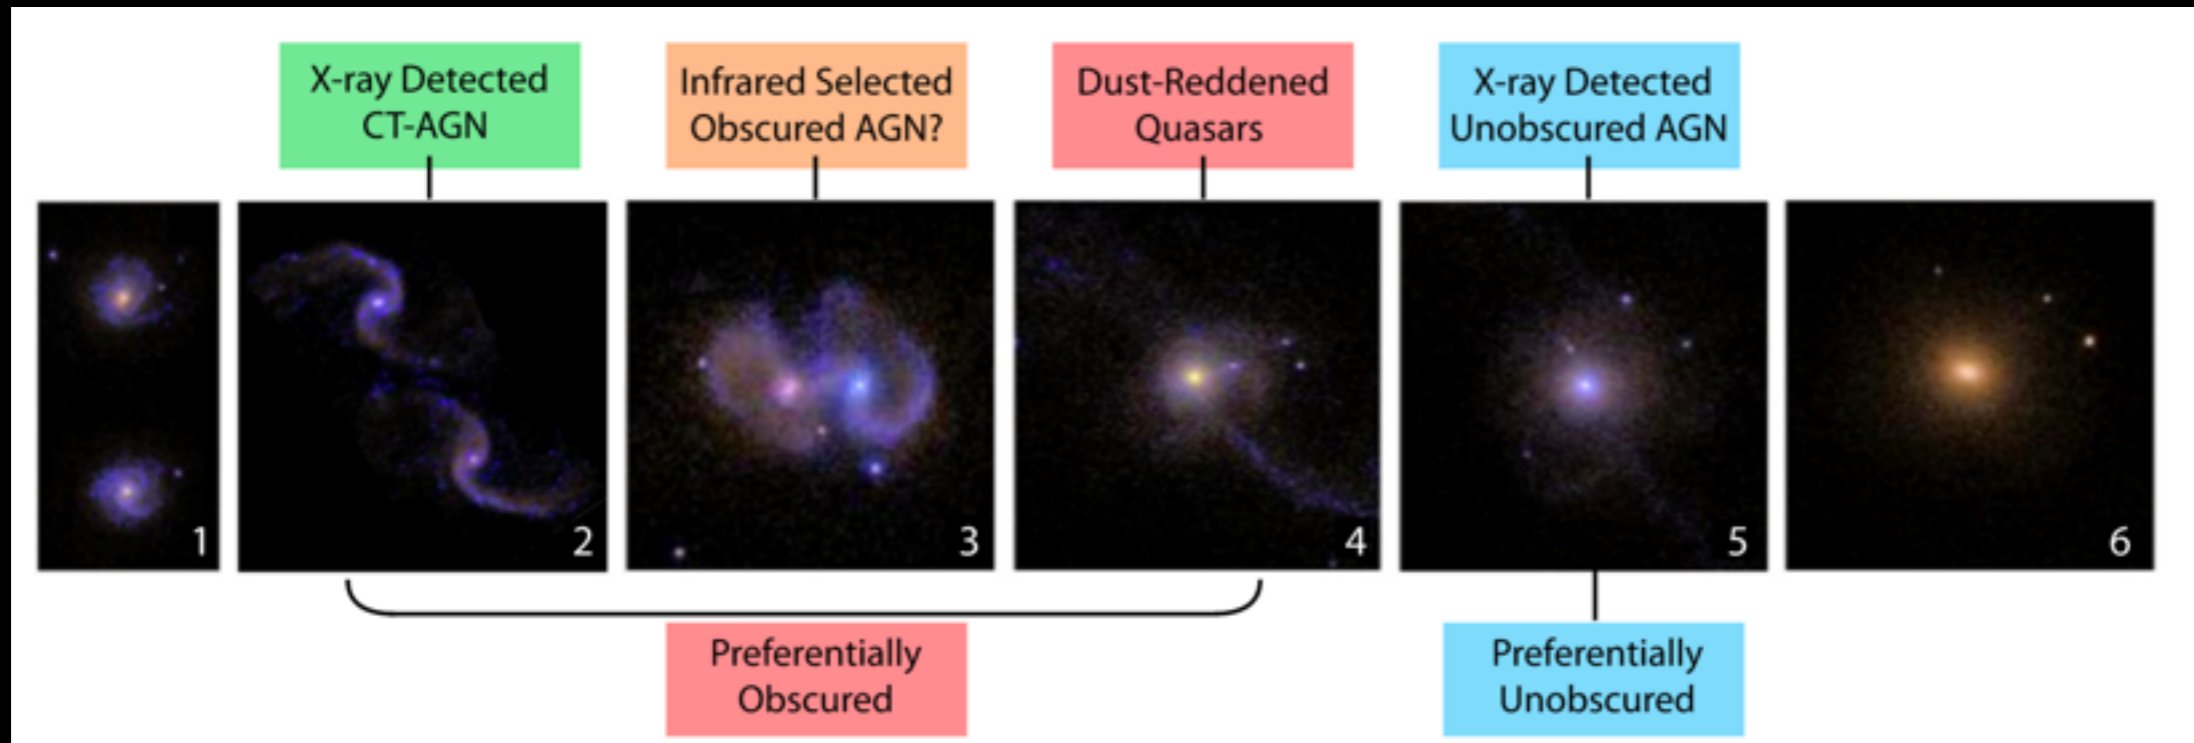 X-ray Detected
CT-AGN
Infrared Selected
Obscured AGN?
Dust-Reddened
Quasars
X-ray Detected
Unobscured AGN
1
2
3
4
5
6
Preferentially
Obscured
Preferentially
Unobscured